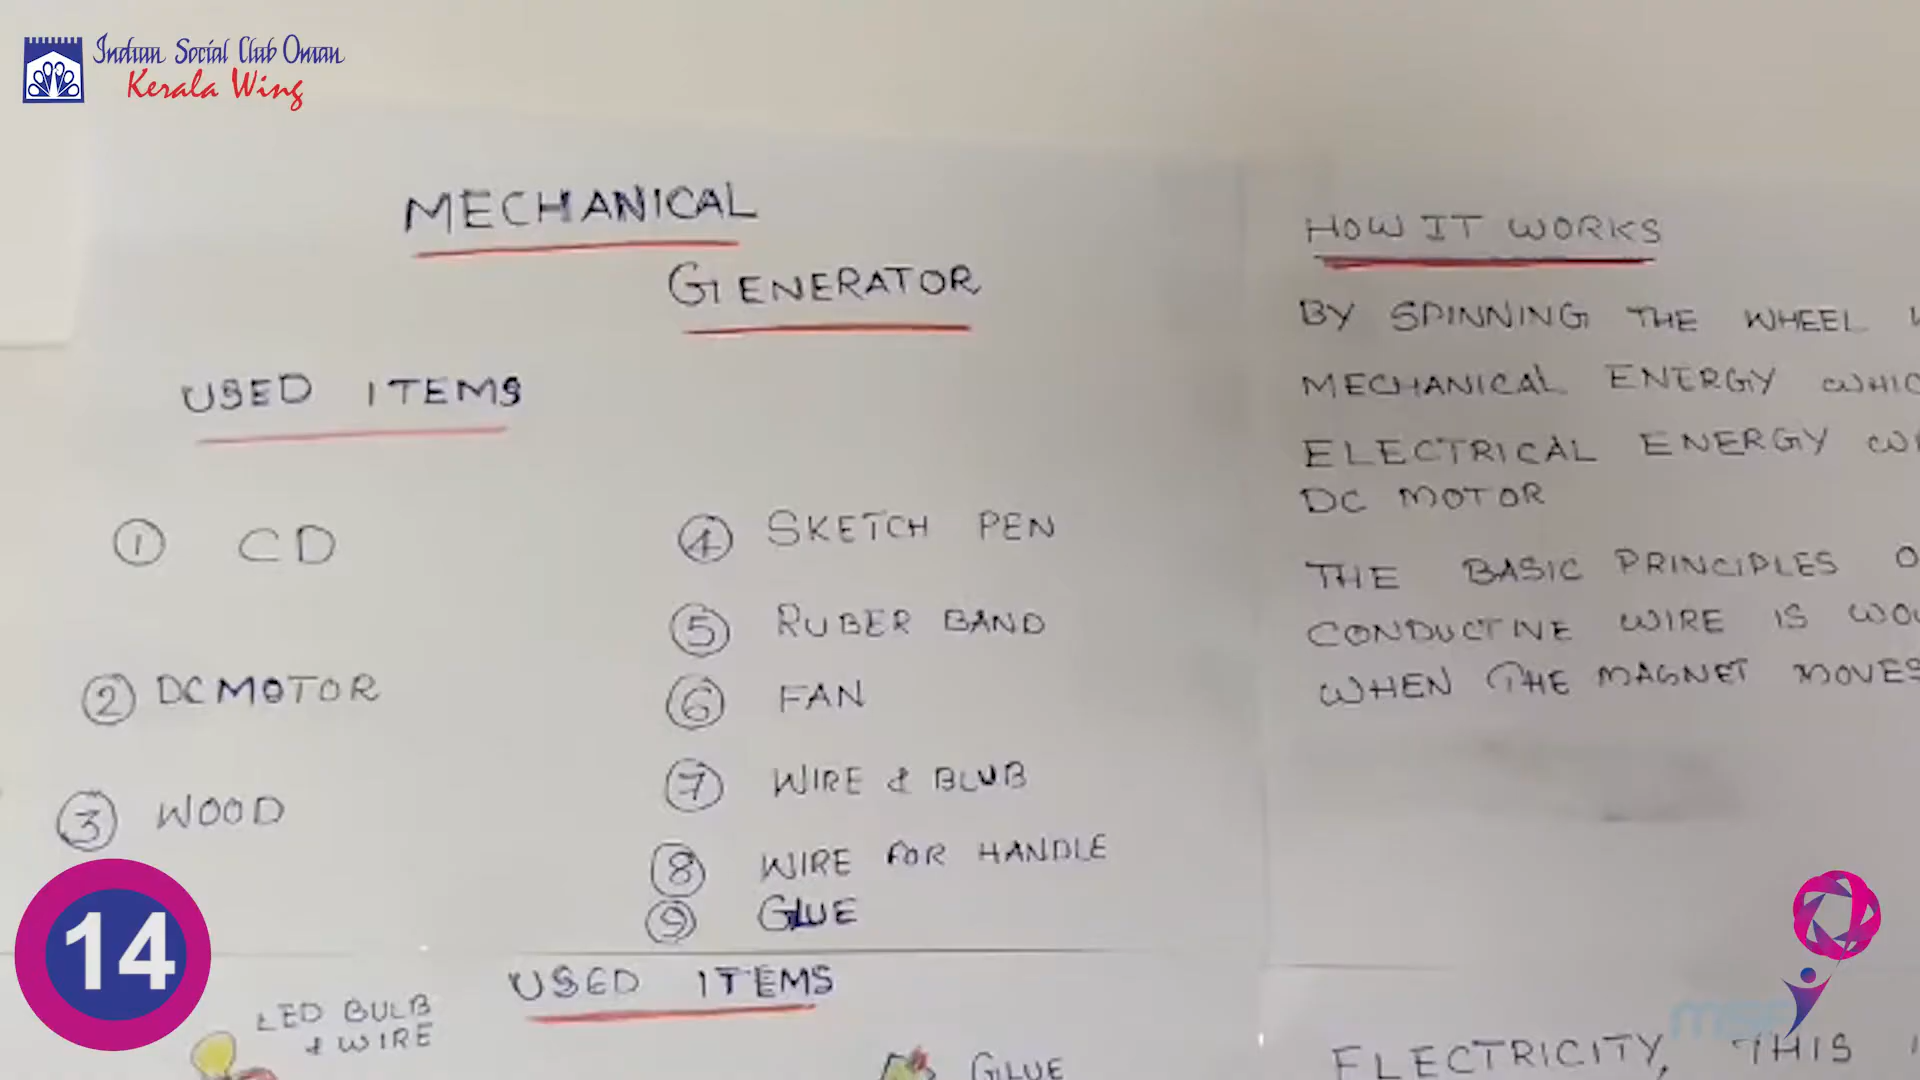 Indian Social Club Oman
Kerala Wing
MECHANICAL
GENERATOR
USED ITEMS
1 CD
2 DC MOTOR
3 WOOD
4 SKETCH PEN
5 RUBER BAND
6 FAN
7 WIRE & BLUB
8 WIRE FOR HANDLE
9 GLUE
HOW IT WORKS
BY SPINNING THE WHEEL
MECHANICAL ENERGY
ELECTRICAL ENERGY
DC MOTOR
THE BASIC PRINCIPLES
CONDUCTIVE WIRE IS
WHEN THE MAGNET MOVES
USED ITEMS
LED BULB
& WIRE
GLUE
ELECTRICITY, THIS
14